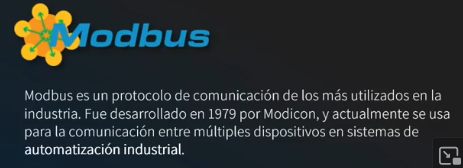 Modbus
Modbus es un protocolo de comunicación de los más utilizados en la
industria. Fue desarrollado en 1979 por Modicon, y actualmente se usa
para la comunicación entre múltiples dispositivos en sistemas de
automatización industrial.